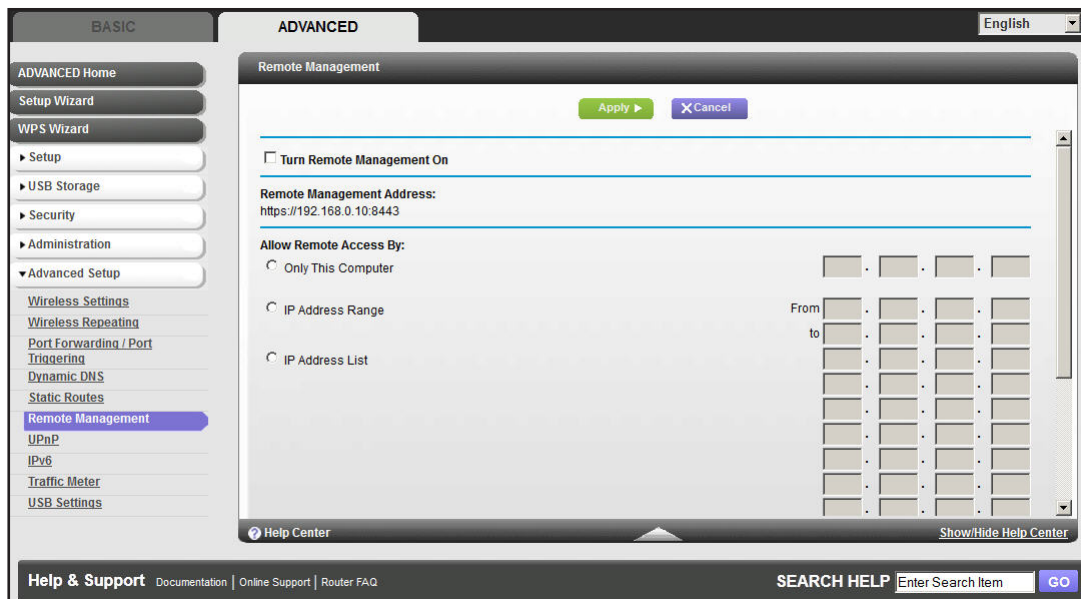 BASIC
ADVANCED
English
ADVANCED Home
Setup Wizard
WPS Wizard
Setup
USB Storage
Security
Administration
Advanced Setup
Wireless Settings
Wireless Repeating
Port Forwarding / Port
Triggering
Dynamic DNS
Static Routes
Remote Management
UPnP
IPv6
Traffic Meter
USB Settings
Remote Management
Apply
Cancel
Turn Remote Management On
Remote Management Address:
https://192.168.0.10:8443
Allow Remote Access By:
Only This Computer
IP Address Range
From
to
IP Address List
Help Center
Show/Hide Help Center
Help & Support Documentation | Online Support | Router FAQ
SEARCH HELP Enter Search Item GO